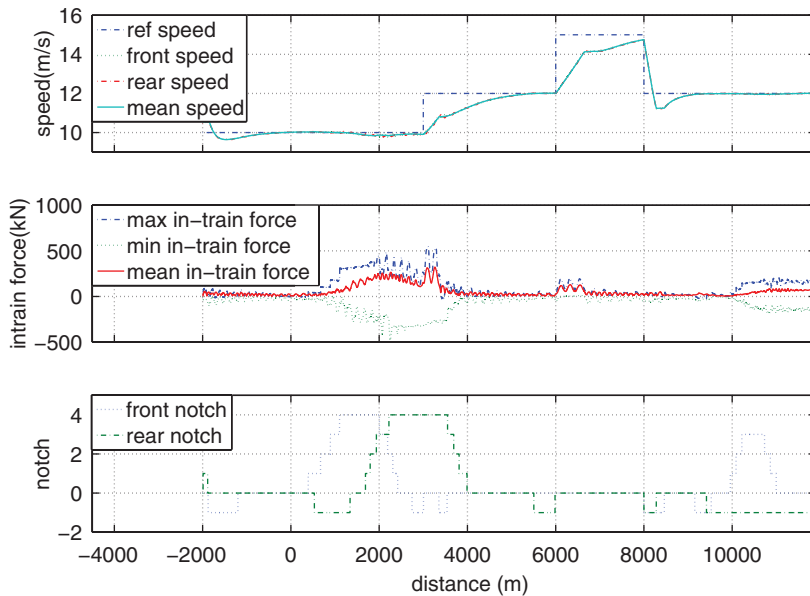 16
14
12
10
speed(m/s)
ref speed
front speed
rear speed
mean speed
1000
500
0
−500
intrain force(kN)
max in−train force
min in−train force
mean in−train force
4
2
0
−2
notch
front notch
rear notch
−4000 −2000 0 2000 4000 6000 8000 10000
distance (m)